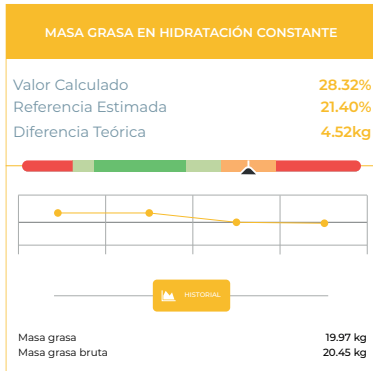 MASA GRASA EN HIDRATACIÓN CONSTANTE
Valor Calculado 28.32%
Referencia Estimada 21.40%
Diferencia Teórica 4.52kg
HISTORIAL
Masa grasa 19.97 kg
Masa grasa bruta 20.45 kg